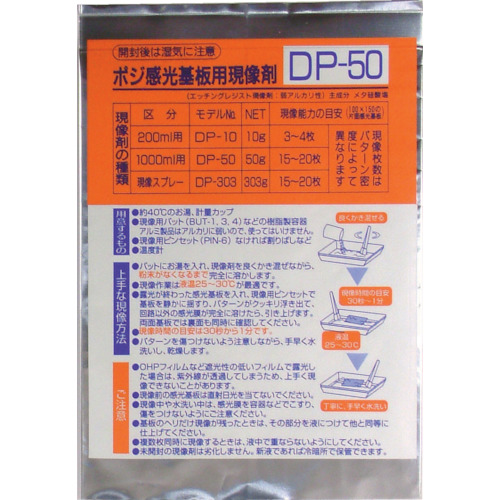 開封後は湿気に注意
ポジ感光基板用現像剤 DP-50
(エッチングレジスト現像剤:弱アルカリ性) 主成分 メタ硅酸塩
現像剤の種類
区分 モデルNo. NET 現像能力の目安 (100×150㎜片面感光基板)
200ml用 DP-10 10g 3~4枚
1000ml用 DP-50 50g 15~20枚
現像スプレー DP-303 303g 15~20枚
現像枚数はパターン密度によって異なります
用意するもの
●約40℃のお湯、計量カップ
●現像用バット(BUT-1, 3, 4)などの樹脂製容器
アルミ製品はアルカリに弱いので、使ってはいけません。
●現像用ピンセット(PIN-6)なければ割りばしなど
●温度計
上手な現像方法
●バットにお湯を入れ、現像剤を良くかき混ぜながら、
粉末がなくなるまで完全に溶かします。
●現像作業は液温25~30℃が最適です。
●露光が終わった感光基板を入れ、現像用ピンセットで
基板を静かに揺すり、パターンがクッキリ浮き出て、
回路以外の感光膜が完全に溶けたら、引き上げます。
両面基板では裏面も同時に確認してください。
●現像時間の目安は30秒から1分です。
●パターンを傷つけないよう注意しながら、手早く水
洗いし、乾燥します。
良くかき混ぜる
現像時間の目安
30秒~1分
液温
25~30℃
丁寧に、手早く水洗い
ご注意
●OHPフィルムなど遮光性の低いフィルムで露光し
た場合は、紫外線が透過してしまうため、上手く現
像できないことがあります。
●現像前の感光基板は直射日光を当てないでください。
●現像中や水洗い中は、感光膜を容器などでこすり、
傷をつけないようにご注意ください。
●基板のヘリだけ現像が残ったときは、その部分を液につけて他と同等に
仕上げてください。
●複数枚同時に現像するときは、液中で重ならないようにしてください。
●未開封の現像剤は劣化しません。新液であれば冷暗所で保管できます。